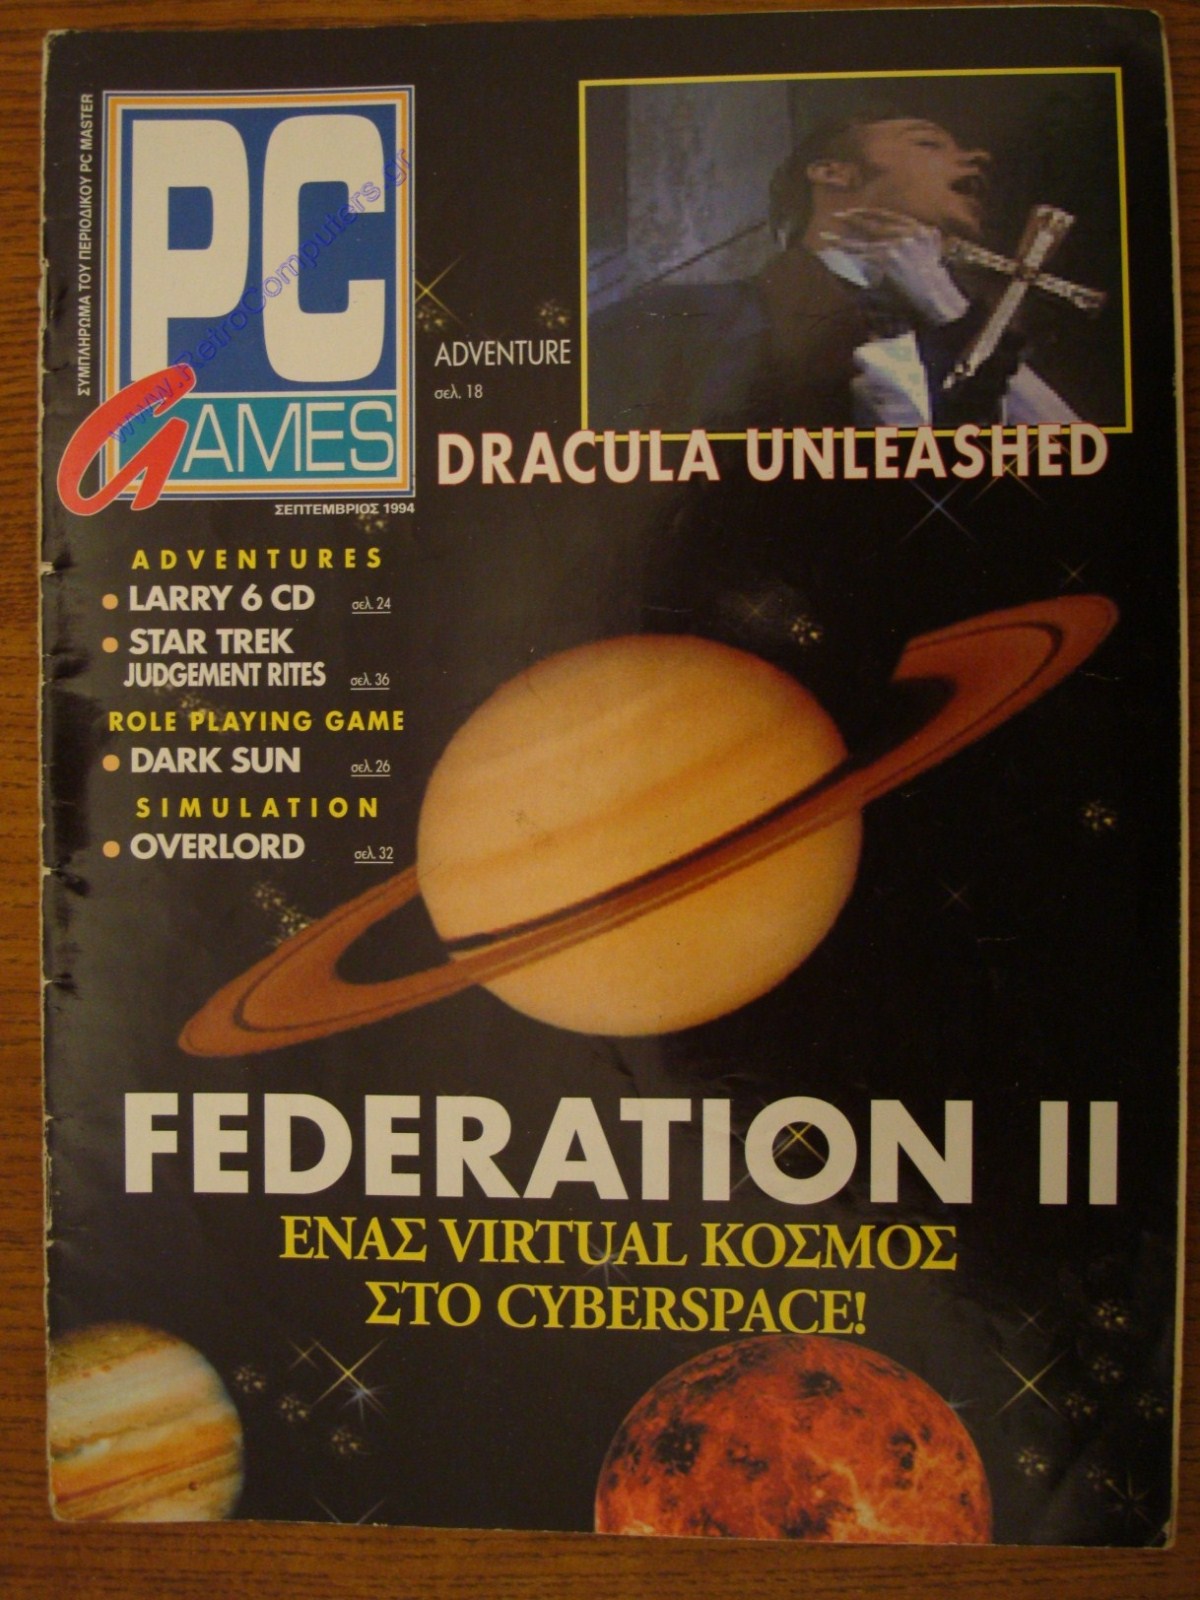 ΣΥΜΠΛΗΡΩΜΑ ΤΟΥ ΠΕΡΙΟΔΙΚΟΥ PC MASTER
PC
GAMES
www.RetroComputers.gr
ΣΕΠΤΕΜΒΡΙΟΣ 1994
ADVENTURE
σελ. 18
DRACULA UNLEASHED
ADVENTURES
• LARRY 6 CD σελ. 24
• STAR TREK
JUDGEMENT RITES σελ. 36
ROLE PLAYING GAME
• DARK SUN σελ. 26
SIMULATION
• OVERLORD σελ. 32
FEDERATION II
ΕΝΑΣ VIRTUAL ΚΟΣΜΟΣ
ΣΤΟ CYBERSPACE!